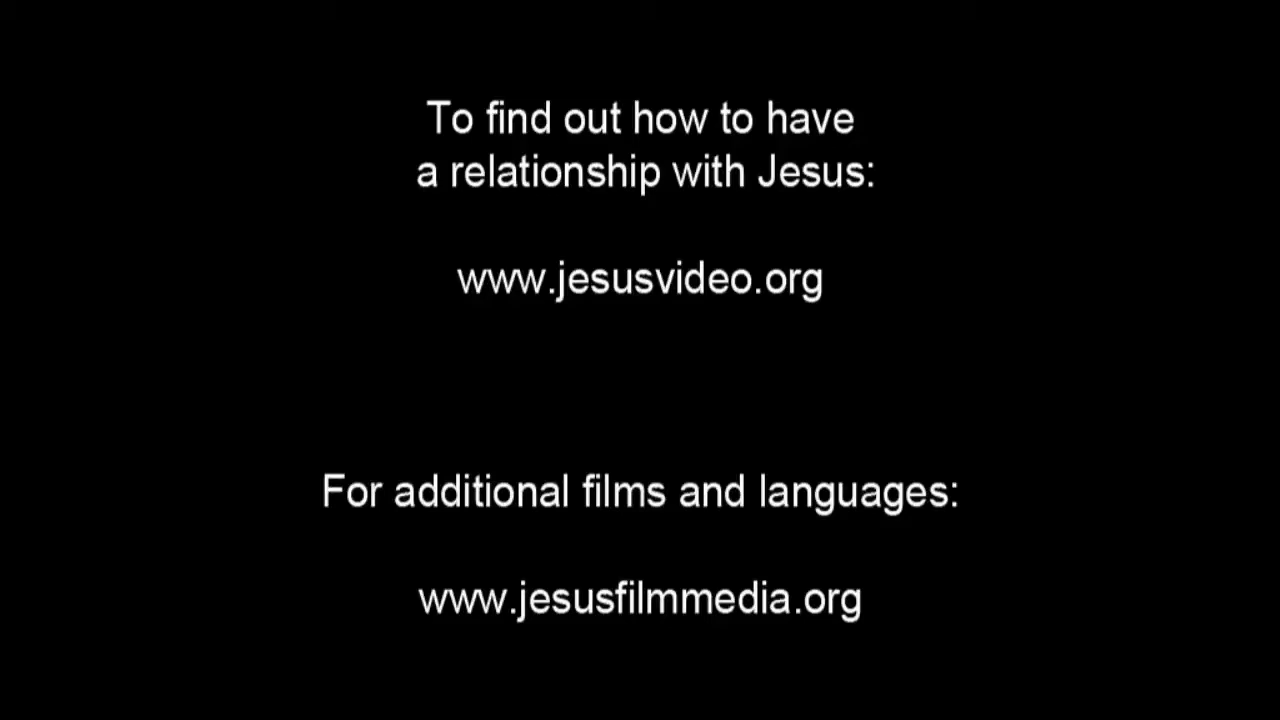 To find out how to have
a relationship with Jesus:
www.jesusvideo.org
For additional films and languages:
www.jesusfilmmedia.org